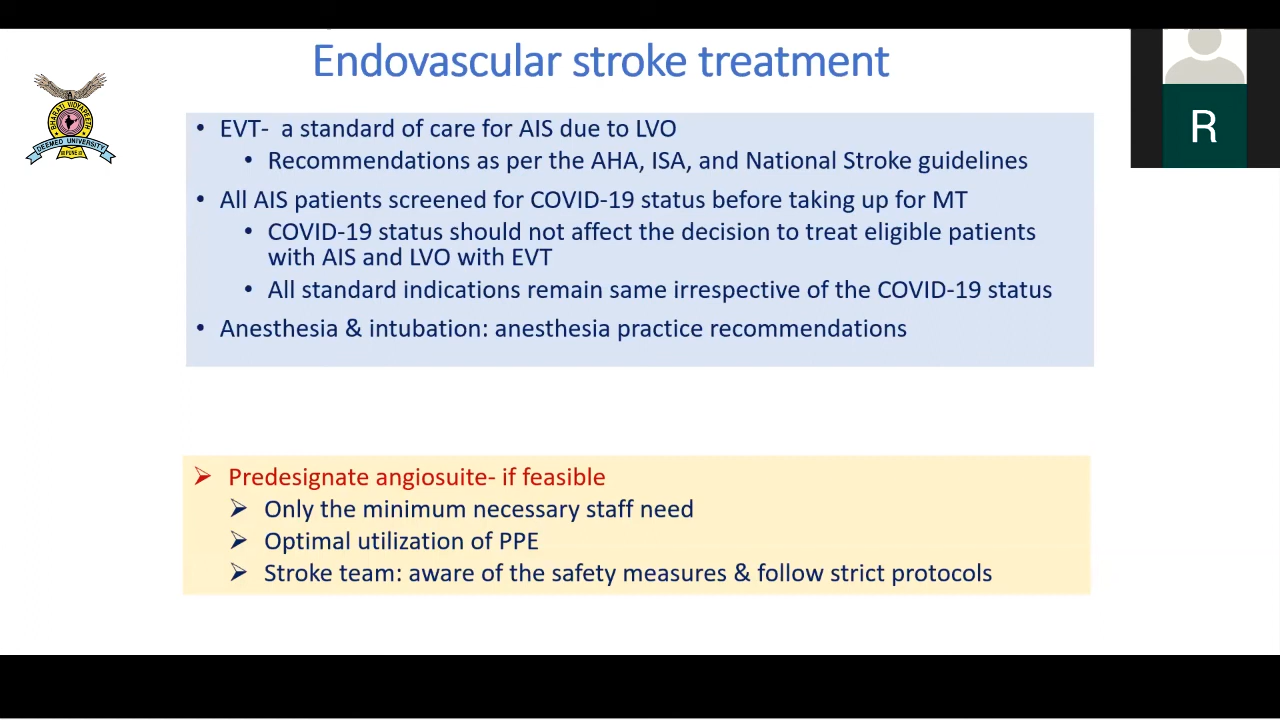 Endovascular stroke treatment
BHARATI VIDYAPEETH
DEEMED UNIVERSITY
R
• EVT- a standard of care for AIS due to LVO
• Recommendations as per the AHA, ISA, and National Stroke guidelines
• All AIS patients screened for COVID-19 status before taking up for MT
• COVID-19 status should not affect the decision to treat eligible patients
with AIS and LVO with EVT
• All standard indications remain same irrespective of the COVID-19 status
• Anesthesia & intubation: anesthesia practice recommendations
➢ Predesignate angiosuite- if feasible
➢ Only the minimum necessary staff need
➢ Optimal utilization of PPE
➢ Stroke team: aware of the safety measures & follow strict protocols